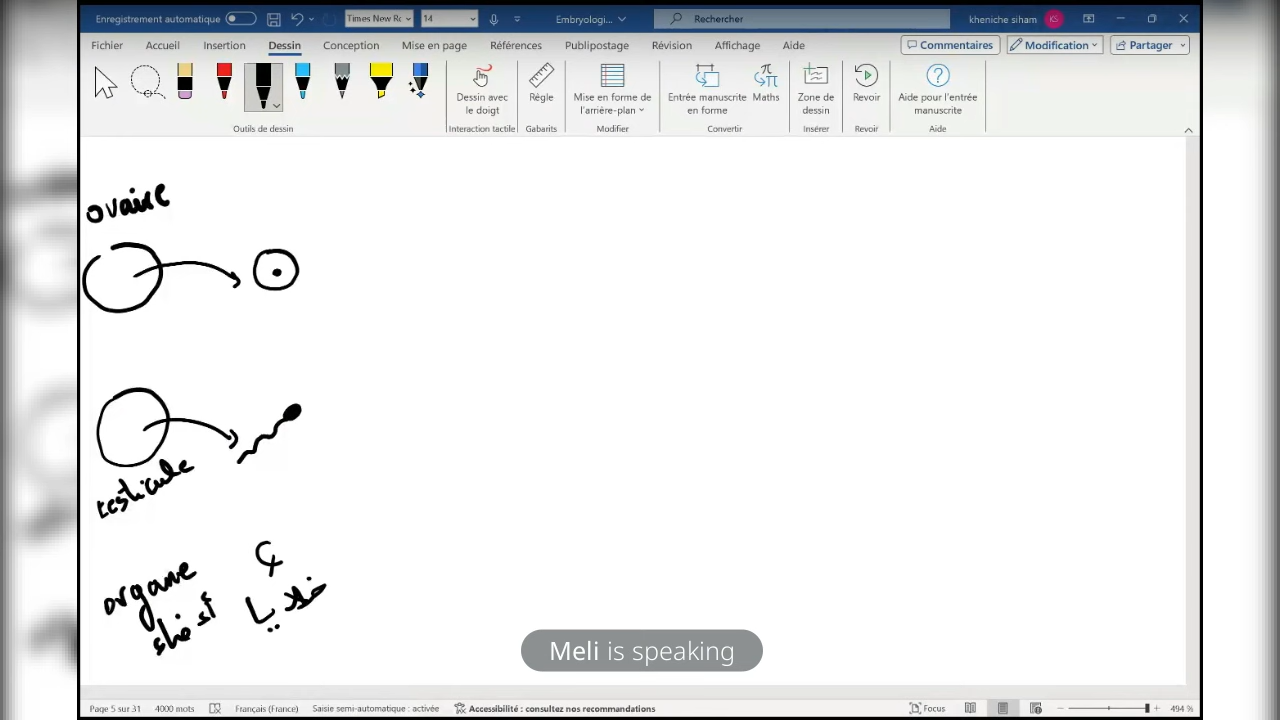 Enregistrement automatique
Times New Rc
14
Embryologi...
Rechercher
kheniche siham
KS
Fichier
Accueil
Insertion
Dessin
Conception
Mise en page
Références
Publipostage
Révision
Affichage
Aide
Commentaires
Modification
Partager
Dessin avec
le doigt
Règle
Mise en forme de
l'arrière-plan
Entrée manuscrite
en forme
Maths
Zone de
dessin
Revoir
Aide pour l'entrée
manuscrite
Outils de dessin
Interaction tactile
Gabarits
Modifier
Convertir
Insérer
Revoir
Aide
ovaire
testicule
organe
أعضاء
خلايا
Meli is speaking
Page 5 sur 31
4000 mots
Français (France)
Saisie semi-automatique : activée
Accessibilité : consultez nos recommandations
Focus
494 %